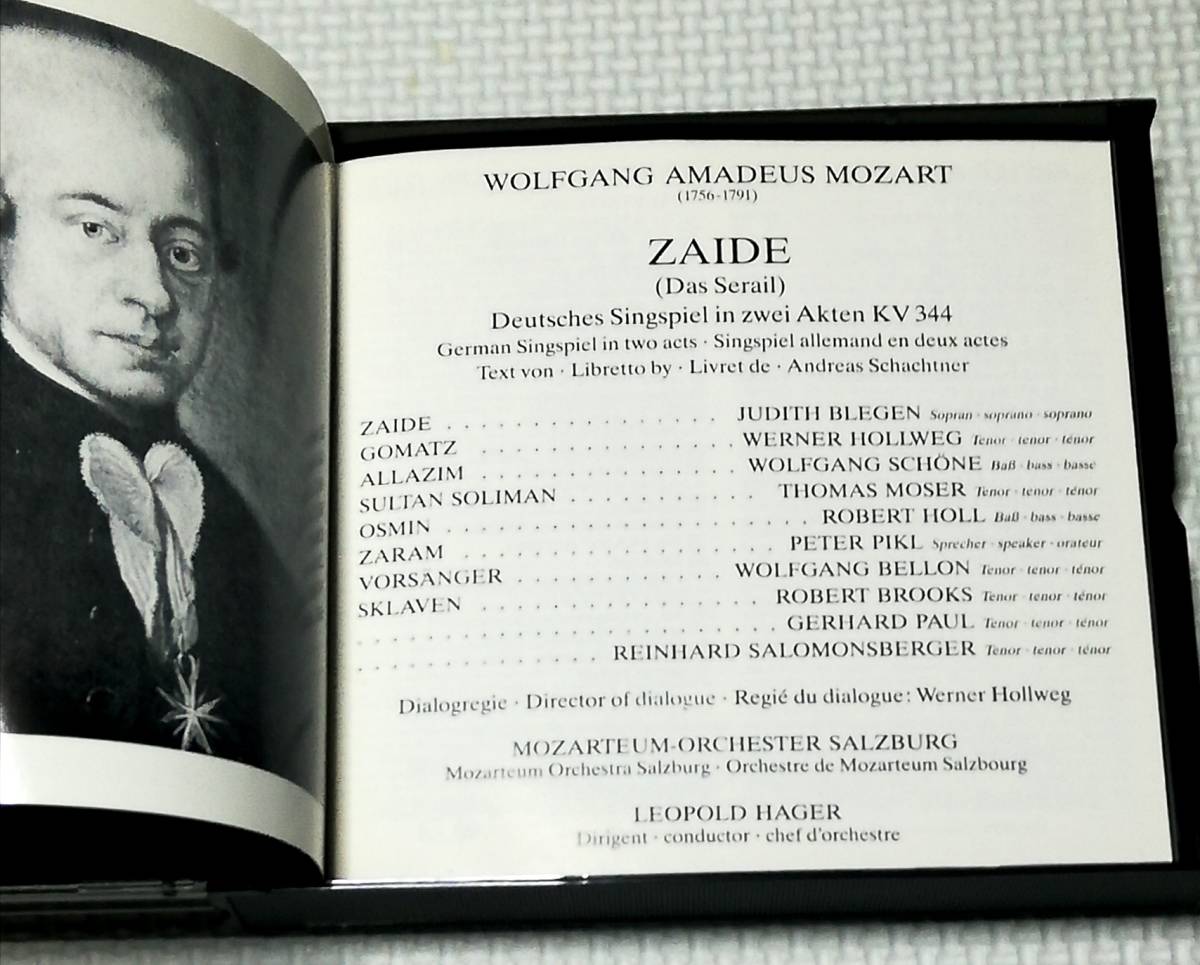 WOLFGANG AMADEUS MOZART
(1756-1791)
ZAIDE
(Das Serail)
Deutsches Singspiel in zwei Akten KV 344
German Singspiel in two acts · Singspiel allemand en deux actes
Text von · Libretto by · Livret de · Andreas Schachtner
ZAIDE . . . . . . . . . . . . . . . . JUDITH BLEGEN Sopran · soprano · soprano
GOMATZ . . . . . . . . . . . . . . . WERNER HOLLWEG Tenor · tenor · ténor
ALLAZIM . . . . . . . . . . . . . . . WOLFGANG SCHÖNE Baß · bass · basse
SULTAN SOLIMAN . . . . . . . . . . . THOMAS MOSER Tenor · tenor · ténor
OSMIN . . . . . . . . . . . . . . . . . . . . . . ROBERT HOLL Baß · bass · basse
ZARAM . . . . . . . . . . . . . . . . . . . PETER PIKL Sprecher · speaker · orateur
VORSÄNGER . . . . . . . . . . . . WOLFGANG BELLON Tenor · tenor · ténor
SKLAVEN . . . . . . . . . . . . . . . . ROBERT BROOKS Tenor · tenor · ténor
. . . . . . . . . . . . . . . . . . . . . . . . . GERHARD PAUL Tenor · tenor · ténor
. . . . . . . . . . . . . . REINHARD SALOMONSBERGER Tenor · tenor · ténor
Dialogregie · Director of dialogue · Regié du dialogue: Werner Hollweg
MOZARTEUM-ORCHESTER SALZBURG
Mozarteum Orchestra Salzburg · Orchestre de Mozarteum Salzbourg
LEOPOLD HAGER
Dirigent · conductor · chef d'orchestre